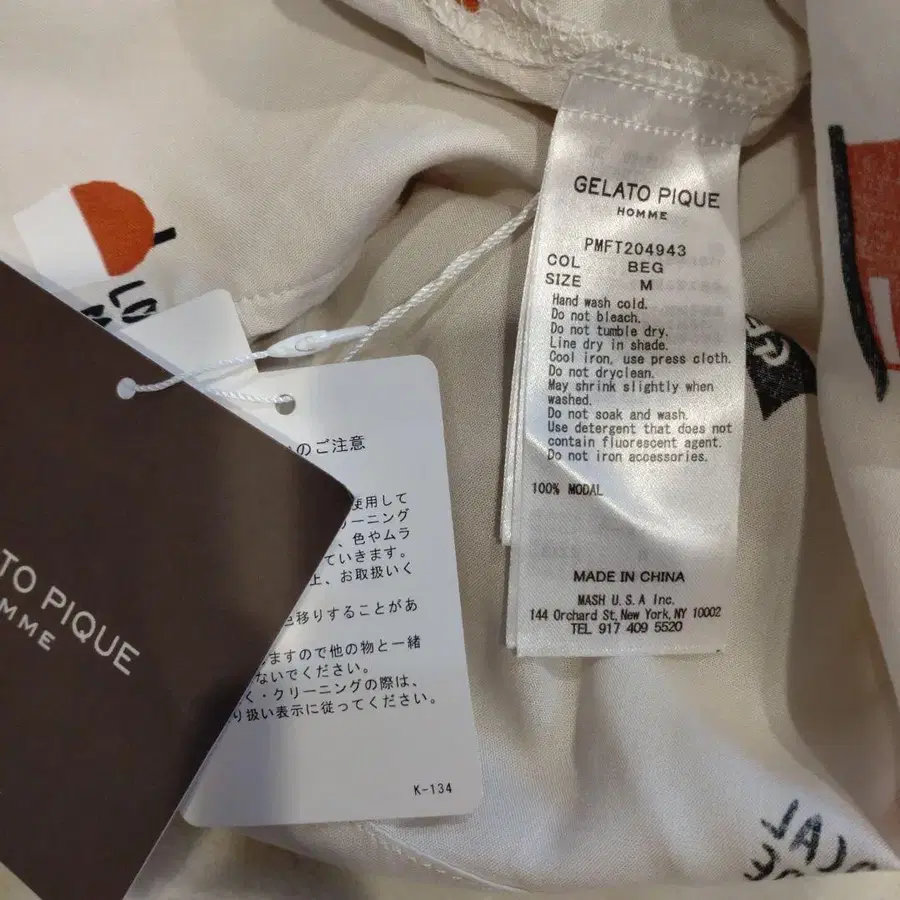 GELATO PIQUE
HOMME
PMFT204943
COL BEG
SIZE M
Hand wash cold.
Do not bleach.
Do not tumble dry.
Line dry in shade.
Cool iron, use press cloth.
Do not dryclean.
May shrink slightly when
washed.
Do not soak and wash.
Use detergent that does not
contain fluorescent agent.
Do not iron accessories.
100% MODAL
MADE IN CHINA
MASH U.S.A Inc.
144 Orchard St, New York, NY 10002
TEL 917 409 5520
のご注意
使用して
ーニング
、色やムラ
ていきます。
上、お取扱いく
色移りすることがあ
ますので他の物と一緒
ないでください。
く・クリーニングの際は、
り扱い表示に従ってください。
K-134
TO PIQUE
MME
LO